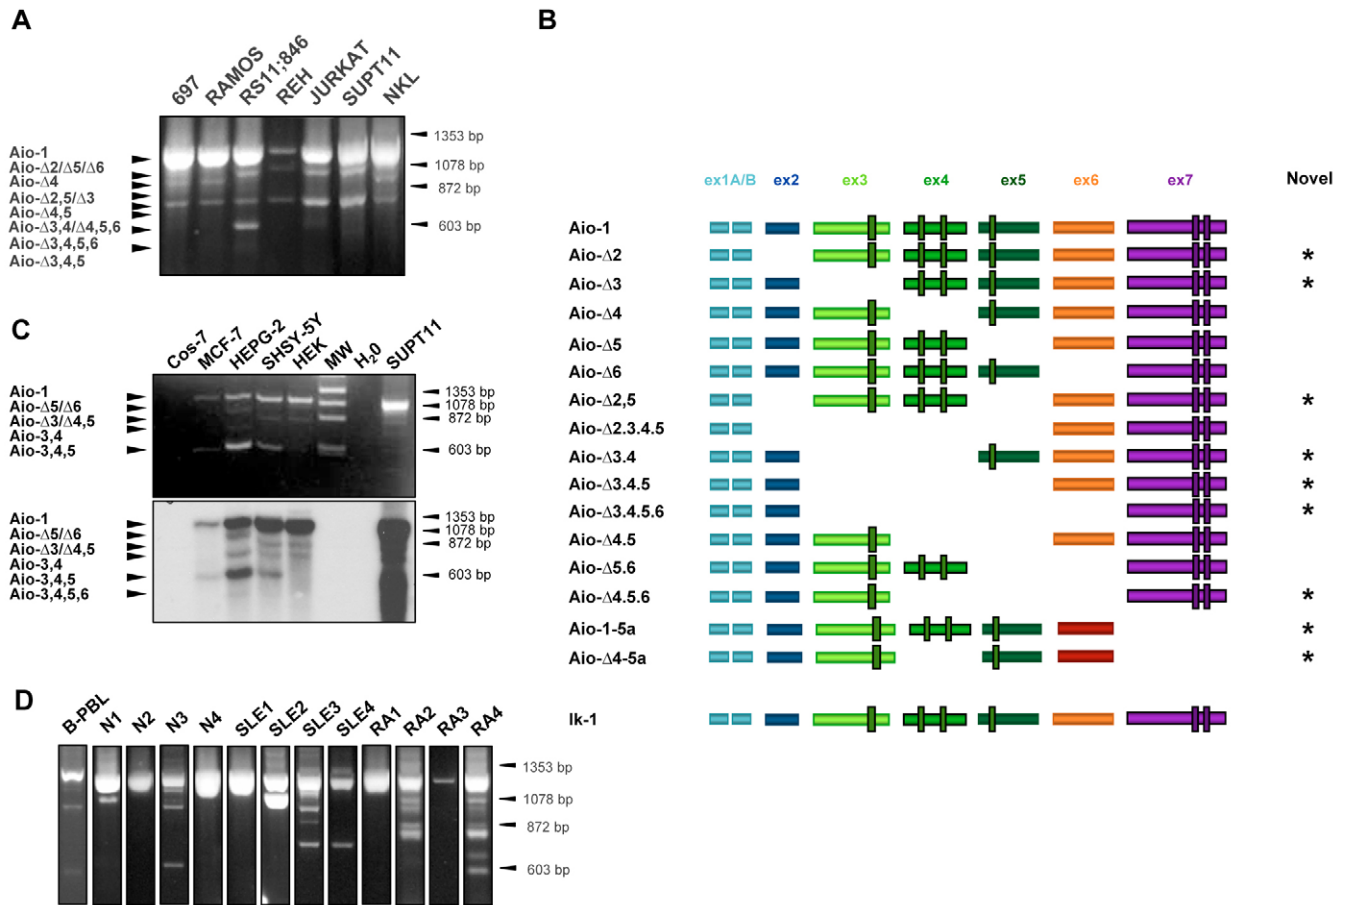 A
697 RAMOS RS11;846 REH JURKAT SUPT11 NKL
Aio-1
Aio-Δ2/Δ5/Δ6
Aio-Δ4
Aio-Δ2,5/Δ3
Aio-Δ4,5
Aio-Δ3,4/Δ4,5,6
Aio-Δ3,4,5,6
Aio-Δ3,4,5
1353 bp
1078 bp
872 bp
603 bp
B
ex1A/B ex2 ex3 ex4 ex5 ex6 ex7 Novel
Aio-1
Aio-Δ2 *
Aio-Δ3 *
Aio-Δ4
Aio-Δ5
Aio-Δ6
Aio-Δ2,5 *
Aio-Δ2.3.4.5
Aio-Δ3.4 *
Aio-Δ3.4.5 *
Aio-Δ3.4.5.6 *
Aio-Δ4.5
Aio-Δ5.6
Aio-Δ4.5.6 *
Aio-1-5a *
Aio-Δ4-5a *
Ik-1
C
Cos-7 MCF-7 HEPG-2 SHSY-5Y HEK MW H20 SUPT11
Aio-1
Aio-Δ5/Δ6
Aio-Δ3/Δ4,5
Aio-3,4
Aio-3,4,5
1353 bp
1078 bp
872 bp
603 bp
Aio-1
Aio-Δ5/Δ6
Aio-Δ3/Δ4,5
Aio-3,4
Aio-3,4,5
Aio-3,4,5,6
1353 bp
1078 bp
872 bp
603 bp
D
B-PBL N1 N2 N3 N4 SLE1 SLE2 SLE3 SLE4 RA1 RA2 RA3 RA4
1353 bp
1078 bp
872 bp
603 bp